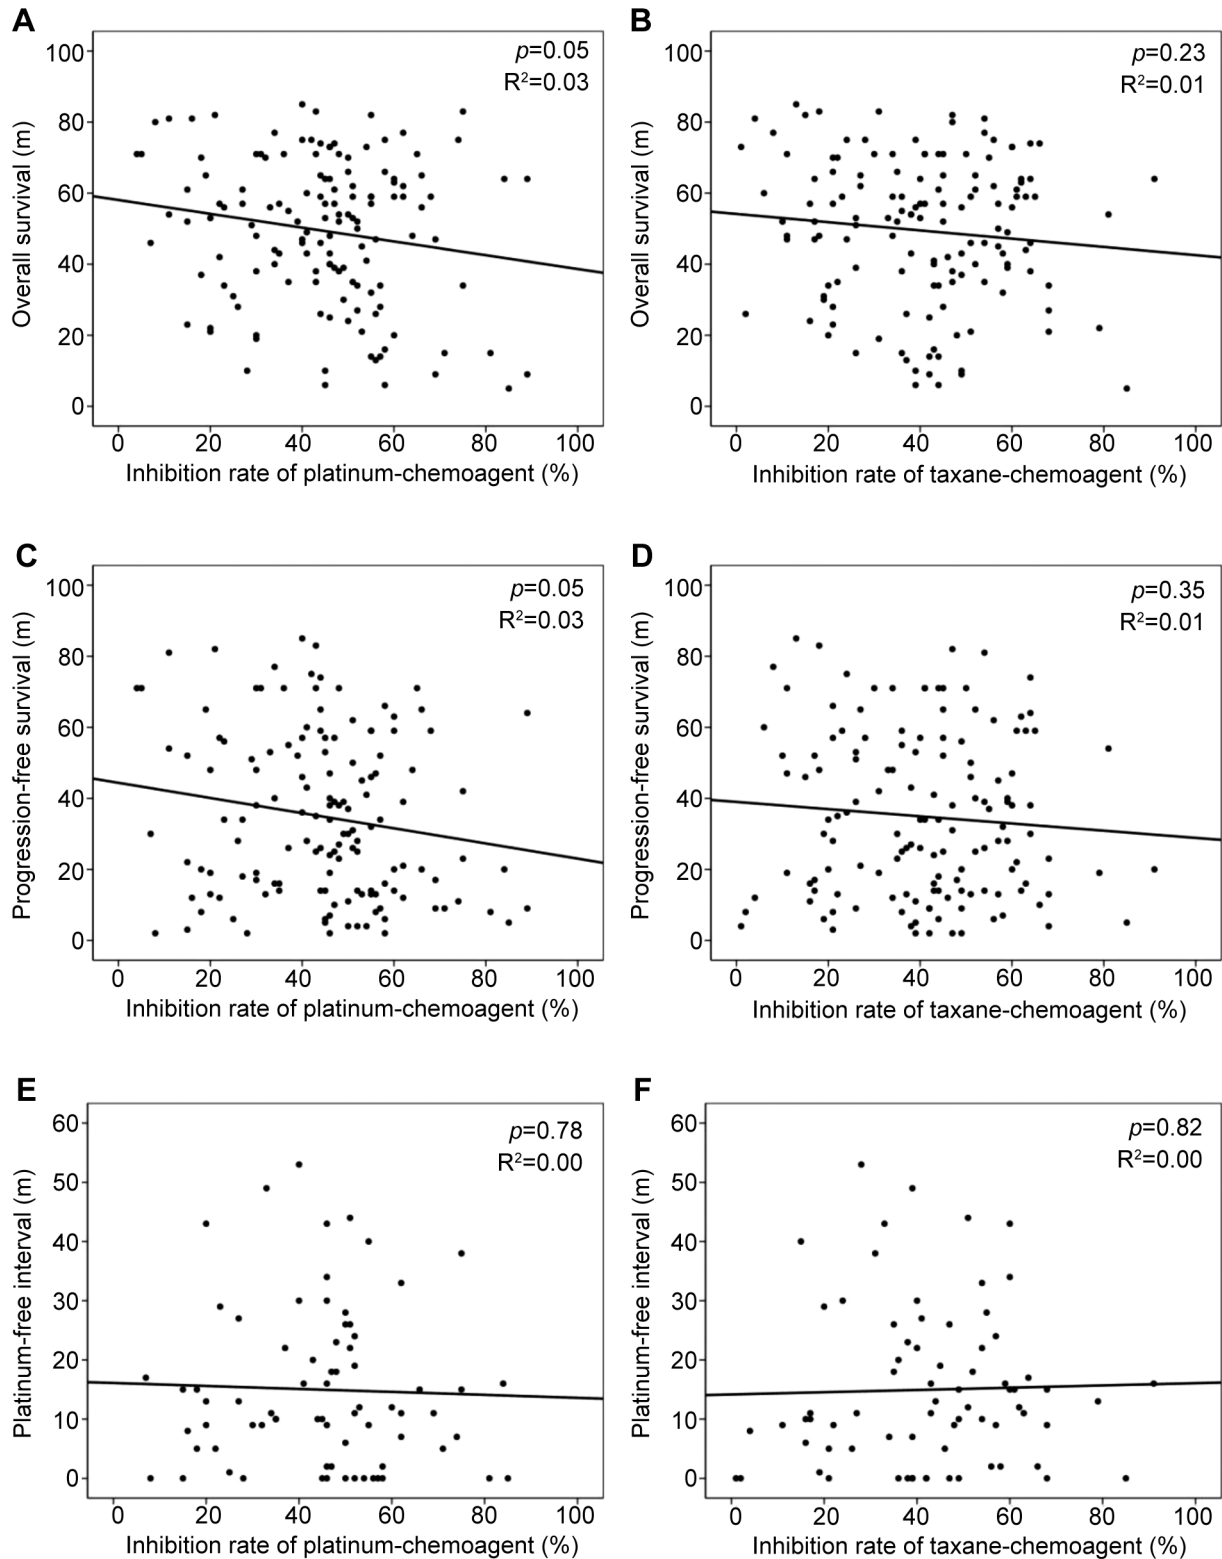 A
p=0.05
R²=0.03
100
80
60
40
20
0
Overall survival (m)
0 20 40 60 80 100
Inhibition rate of platinum-chemoagent (%)
B
p=0.23
R²=0.01
100
80
60
40
20
0
Overall survival (m)
0 20 40 60 80 100
Inhibition rate of taxane-chemoagent (%)
C
p=0.05
R²=0.03
100
80
60
40
20
0
Progression-free survival (m)
0 20 40 60 80 100
Inhibition rate of platinum-chemoagent (%)
D
p=0.35
R²=0.01
100
80
60
40
20
0
Progression-free survival (m)
0 20 40 60 80 100
Inhibition rate of taxane-chemoagent (%)
E
p=0.78
R²=0.00
60
50
40
30
20
10
0
Platinum-free interval (m)
0 20 40 60 80 100
Inhibition rate of platinum-chemoagent (%)
F
p=0.82
R²=0.00
60
50
40
30
20
10
0
Platinum-free interval (m)
0 20 40 60 80 100
Inhibition rate of taxane-chemoagent (%)